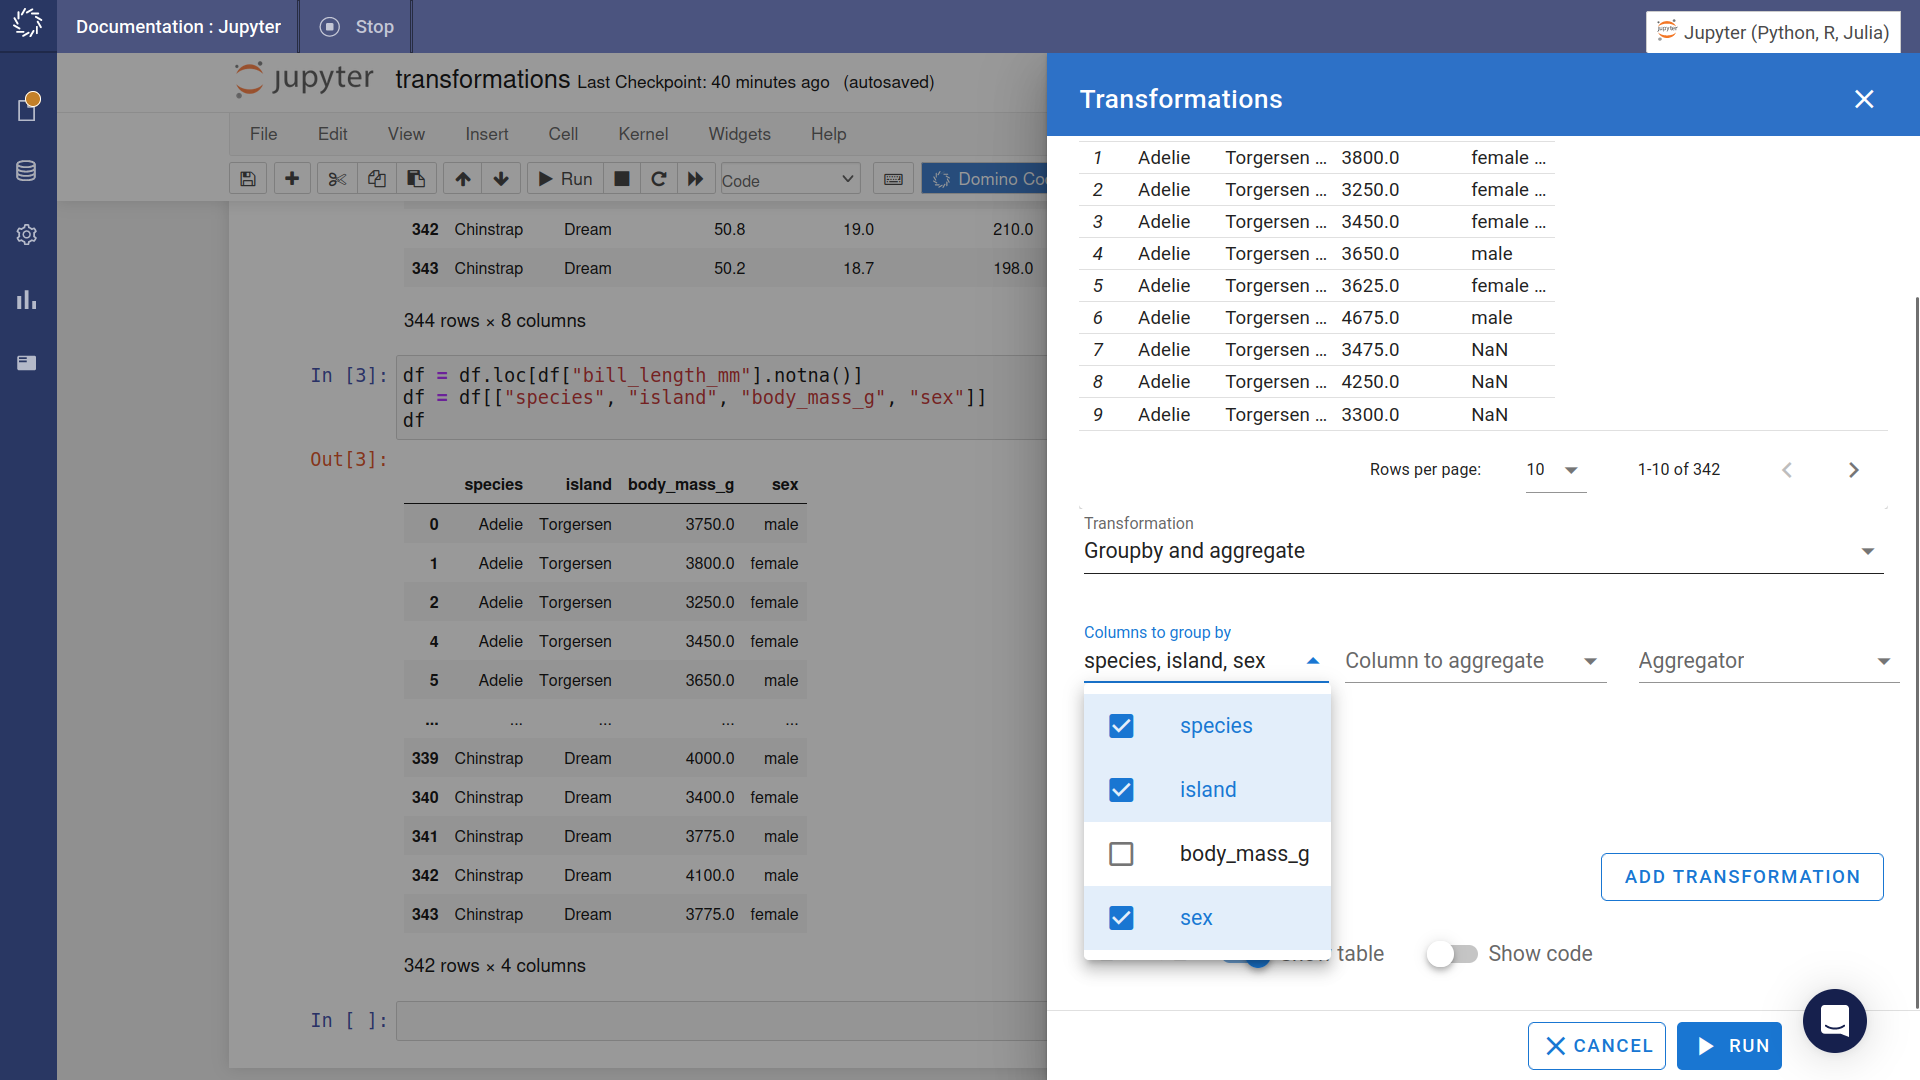 Documentation : Jupyter
Stop
Jupyter (Python, R, Julia)
jupyter transformations Last Checkpoint: 40 minutes ago (autosaved)
File Edit View Insert Cell Kernel Widgets Help
Run Code
342 Chinstrap Dream 50.8 19.0 210.0
343 Chinstrap Dream 50.2 18.7 198.0
344 rows × 8 columns
In [3]: df = df.loc[df["bill_length_mm"].notna()]
df = df[["species", "island", "body_mass_g", "sex"]]
df
Out[3]:
species island body_mass_g sex
0 Adelie Torgersen 3750.0 male
1 Adelie Torgersen 3800.0 female
2 Adelie Torgersen 3250.0 female
4 Adelie Torgersen 3450.0 female
5 Adelie Torgersen 3650.0 male
... ... ... ... ...
339 Chinstrap Dream 4000.0 male
340 Chinstrap Dream 3400.0 female
341 Chinstrap Dream 3775.0 male
342 Chinstrap Dream 4100.0 male
343 Chinstrap Dream 3775.0 female
342 rows × 4 columns
In [ ]:
Domino Co
Transformations
1 Adelie Torgersen ... 3800.0 female ...
2 Adelie Torgersen ... 3250.0 female ...
3 Adelie Torgersen ... 3450.0 female ...
4 Adelie Torgersen ... 3650.0 male
5 Adelie Torgersen ... 3625.0 female ...
6 Adelie Torgersen ... 4675.0 male
7 Adelie Torgersen ... 3475.0 NaN
8 Adelie Torgersen ... 4250.0 NaN
9 Adelie Torgersen ... 3300.0 NaN
Rows per page: 10 1-10 of 342
Transformation
Groupby and aggregate
Columns to group by
species, island, sex
Column to aggregate
Aggregator
species
island
body_mass_g
sex
ADD TRANSFORMATION
table
Show code
CANCEL
RUN